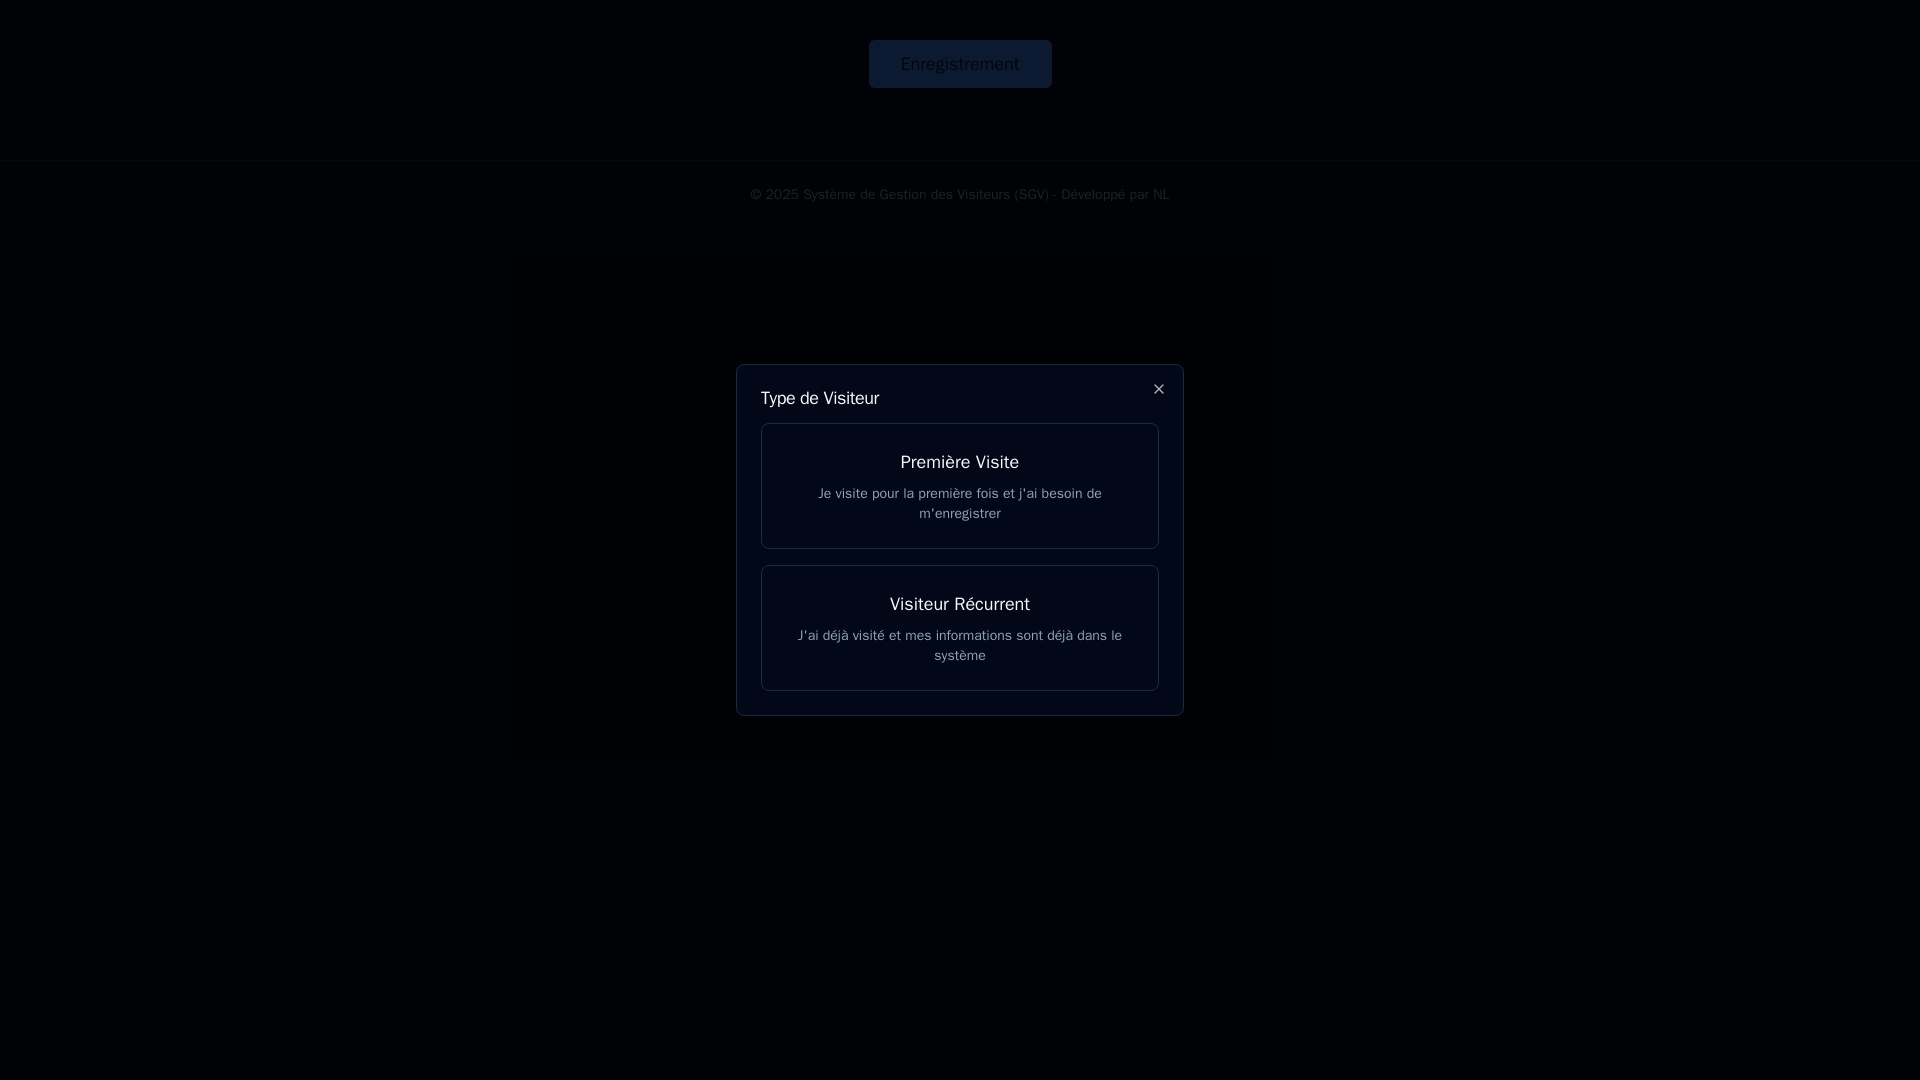 Enregistrement
© 2025 Système de Gestion des Visiteurs (SGV) - Développé par NL
Type de Visiteur
Première Visite
Je visite pour la première fois et j'ai besoin de
m'enregistrer
Visiteur Récurrent
J'ai déjà visité et mes informations sont déjà dans le
système